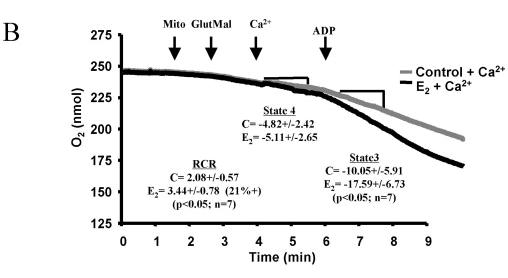 B
Mito GlutMal Ca²⁺ ADP
275
250
225
200
175
150
125
O₂ (nmol)
Control + Ca²⁺
E₂ + Ca²⁺
State 4
C= -4.82+/-2.42
E₂= -5.11+/-2.65
RCR
C= 2.08+/-0.57
E₂= 3.44+/-0.78 (21%+)
(p<0.05; n=7)
State3
C= -10.05+/-5.91
E₂= -17.59+/-6.73
(p<0.05; n=7)
0 1 2 3 4 5 6 7 8 9
Time (min)